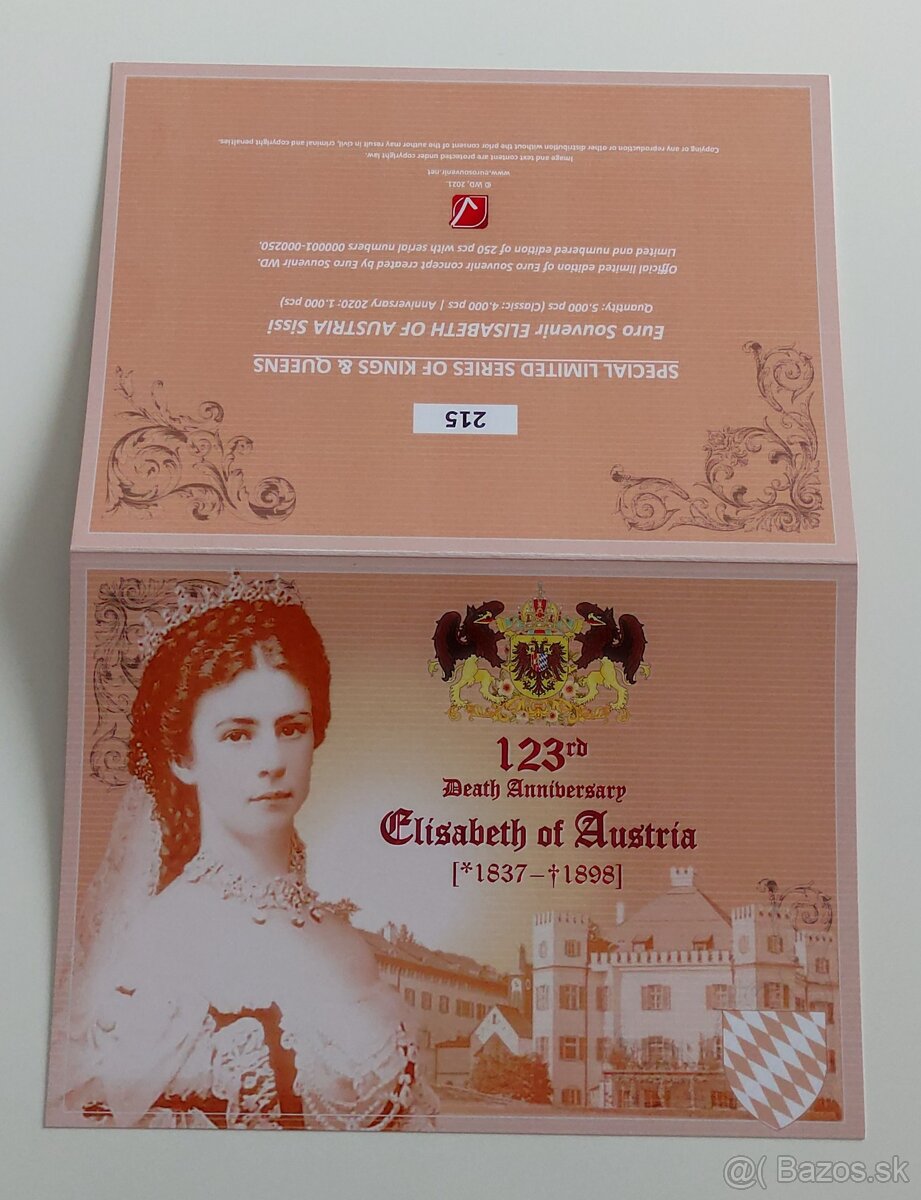 215
SPECIAL LIMITED SERIES OF KINGS & QUEENS
Euro Souvenir ELISABETH OF AUSTRIA Sissi
Quantity: 5.000 pcs (Classic: 4.000 pcs | Anniversary 2020: 1.000 pcs)
Official limited edition of Euro Souvenir concept created by Euro Souvenir WD.
Limited and numbered edition of 250 pcs with serial numbers 000001-000250.
© WD, 2021.
www.eurosouvenir.net
Image and text content are protected under copyright law.
Copying or any reproduction or other distribution without the prior consent of the author may result in civil, criminal and copyright penalties.
123rd
Death Anniversary
Elisabeth of Austria
[*1837–†1898]
@( Bazos.sk